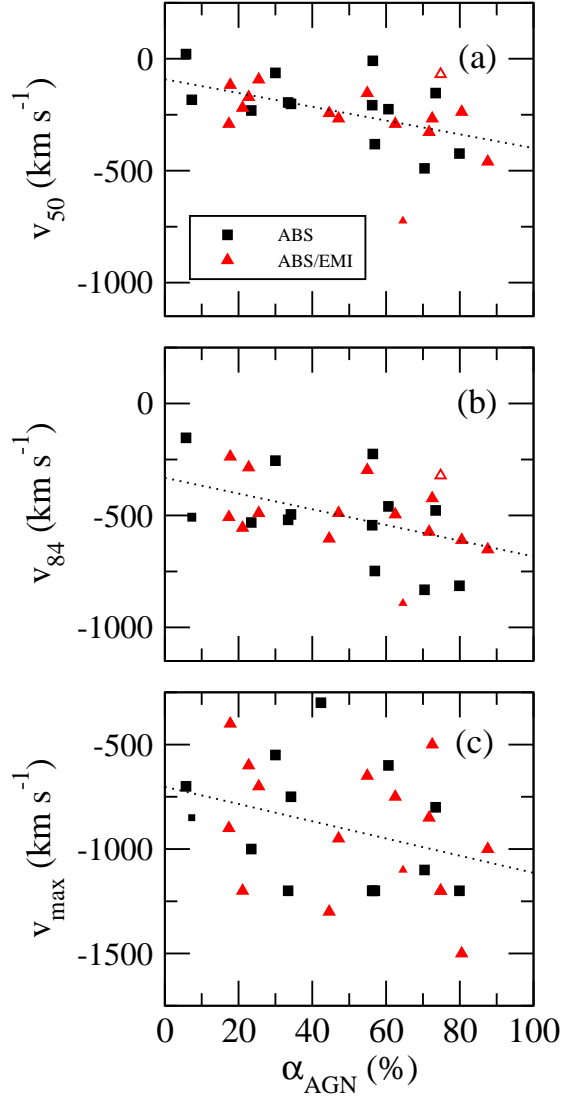 0
-500
-1000
v50 (km s-1)
(a)
ABS
ABS/EMI
0
-500
-1000
v84 (km s-1)
(b)
-500
-1000
-1500
vmax (km s-1)
(c)
0 20 40 60 80 100
αAGN (%)